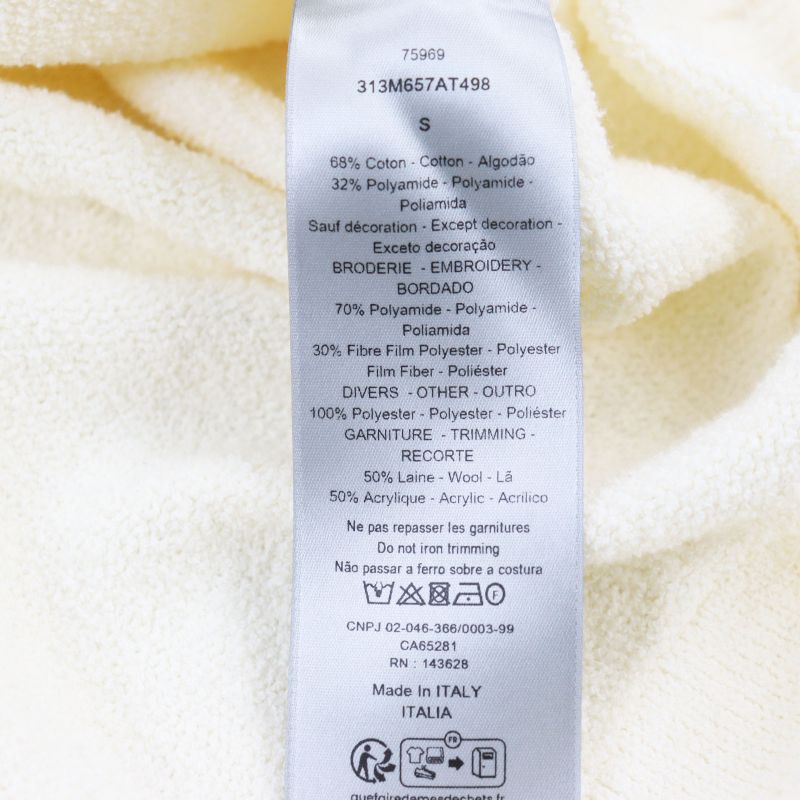 75969
313M657AT498
S
68% Coton - Cotton - Algodão
32% Polyamide - Polyamide -
Poliamida
Sauf décoration - Except decoration -
Exceto decoração
BRODERIE - EMBROIDERY -
BORDADO
70% Polyamide - Polyamide -
Poliamida
30% Fibre Film Polyester - Polyester
Film Fiber - Poliéster
DIVERS - OTHER - OUTRO
100% Polyester - Polyester - Poliéster
GARNITURE - TRIMMING -
RECORTE
50% Laine - Wool - Lã
50% Acrylique - Acrylic - Acrílico
Ne pas repasser les garnitures
Do not iron trimming
Não passar a ferro sobre a costura
F
CNPJ 02-046-366/0003-99
CA65281
RN : 143628
Made In ITALY
ITALIA
FR
quefairedemesdechets.fr